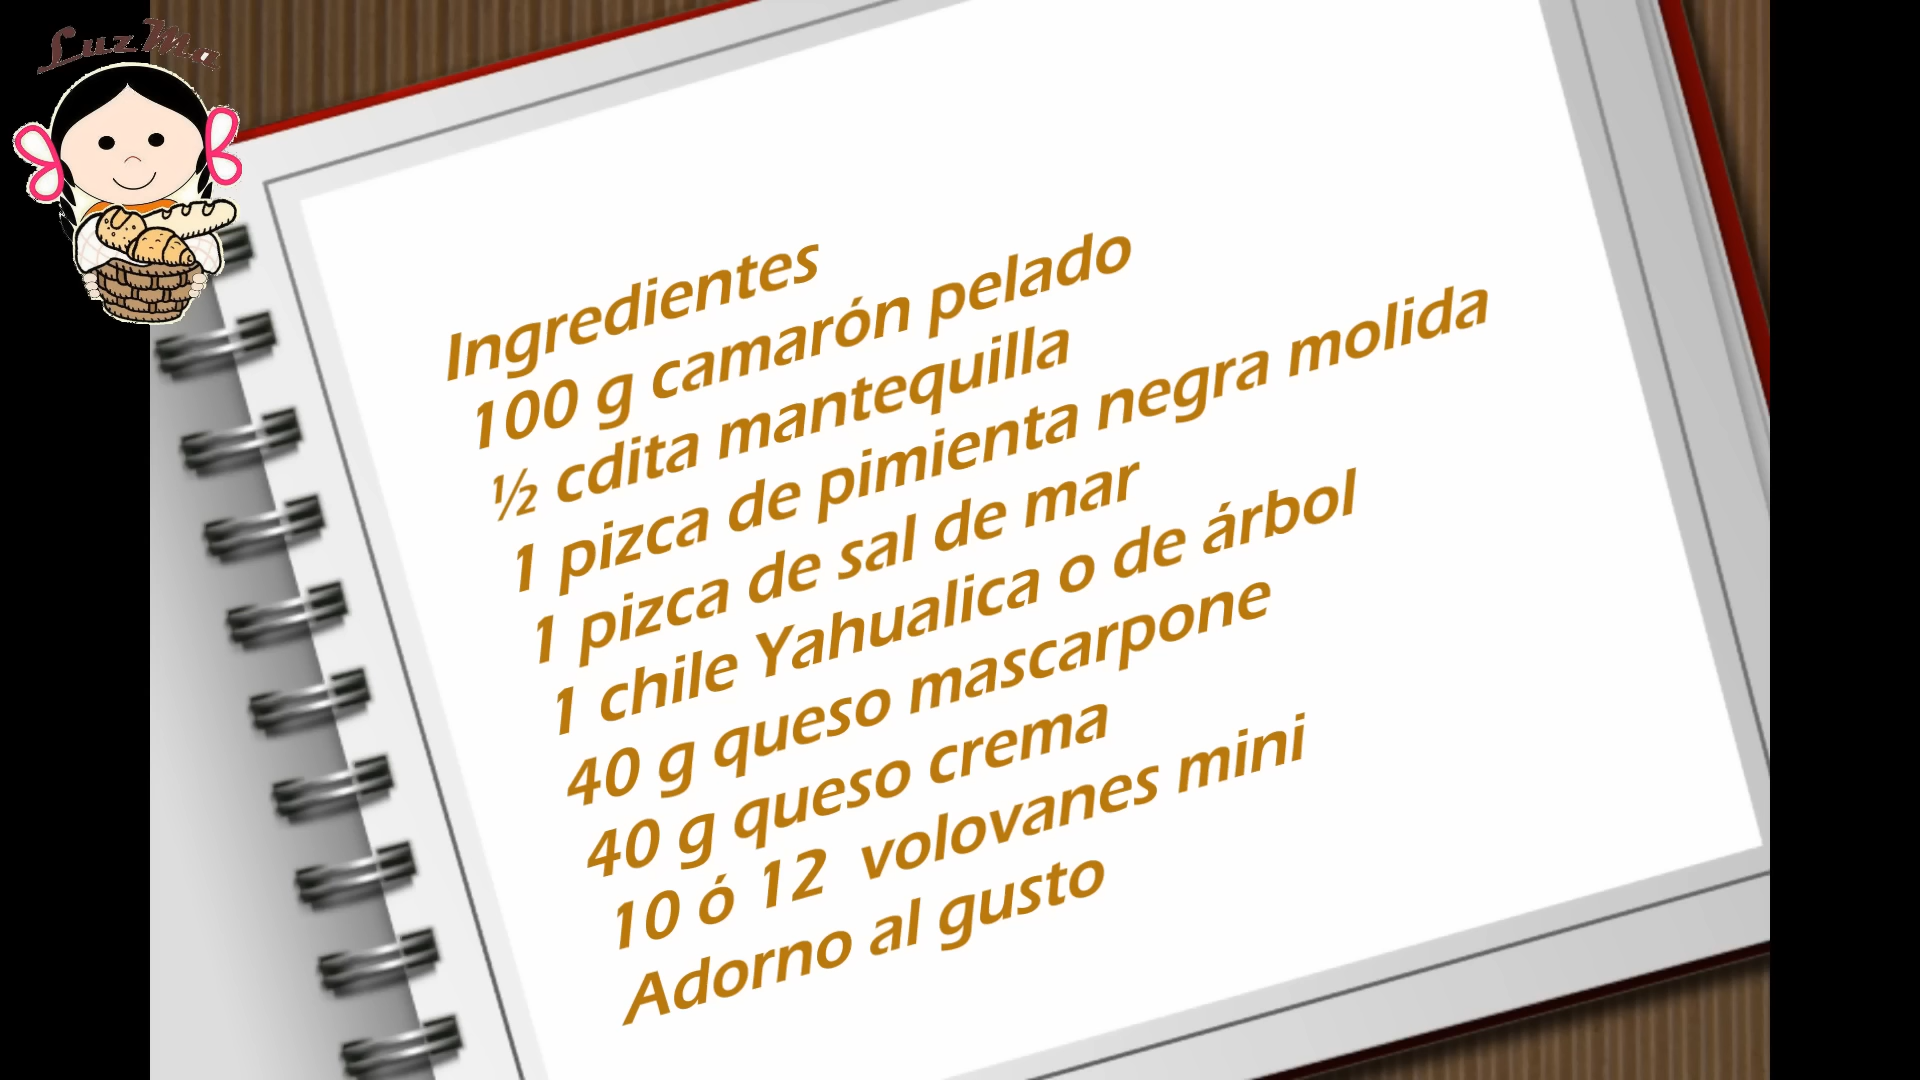 LuzMa
Ingredientes
100 g camarón pelado
½ cdita mantequilla
1 pizca de pimienta negra molida
1 pizca de sal de mar
1 chile Yahualica o de árbol
40 g queso mascarpone
40 g queso crema
10 ó 12 volovanes mini
Adorno al gusto